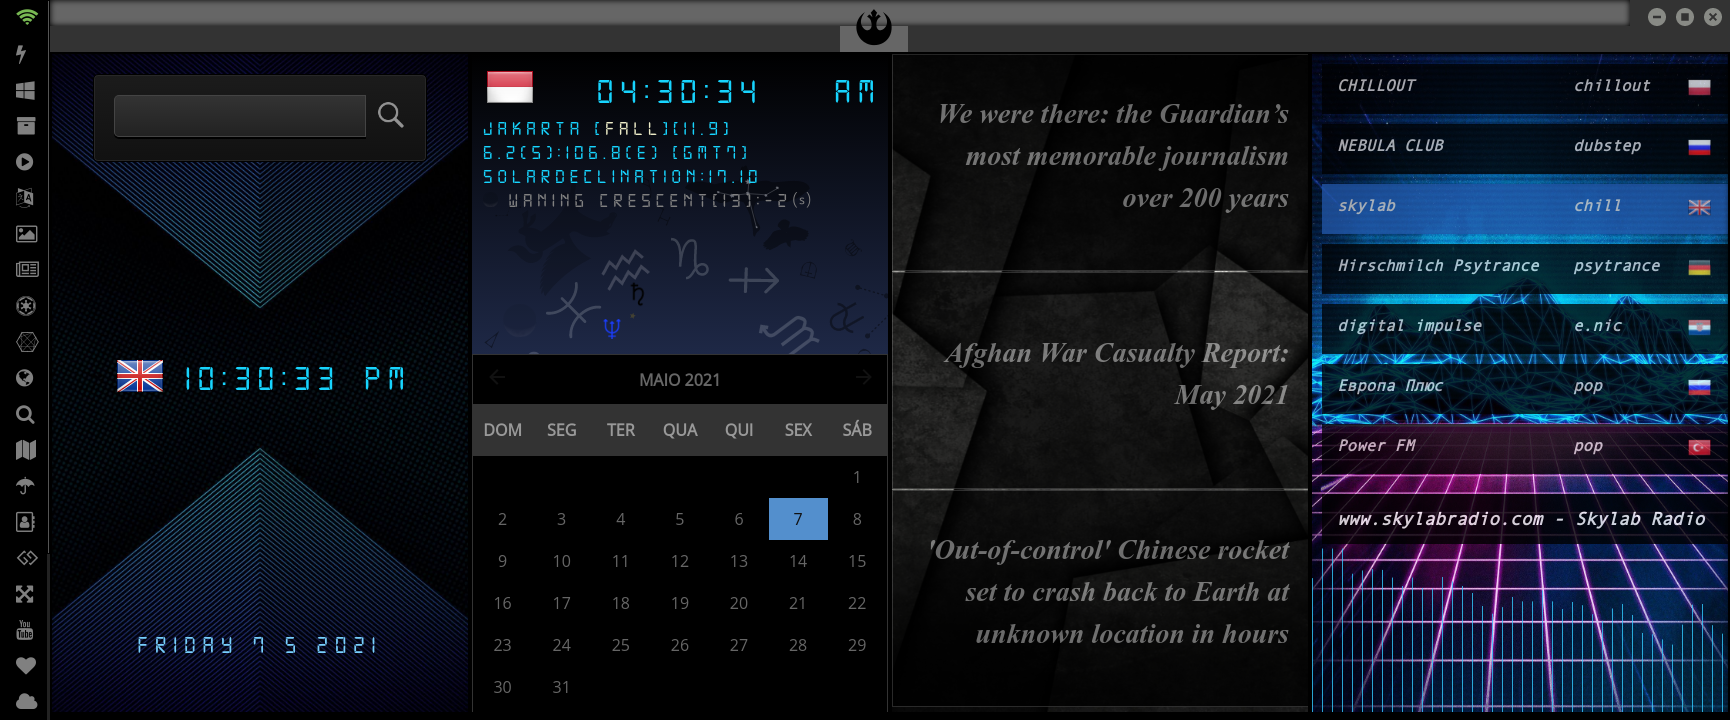 10:30:33 PM
FRIDAY 7 5 2021
04:30:34 AM
JAKARTA [FALL][11.9]
6.2(S):106.8(E) [GMT7]
SOLARDECLINATION:17.10
WANING CRESCENT(13):-2(s)
MAIO 2021
DOM SEG TER QUA QUI SEX SÁB
1
2 3 4 5 6 7 8
9 10 11 12 13 14 15
16 17 18 19 20 21 22
23 24 25 26 27 28 29
30 31
We were there: the Guardian’s
most memorable journalism
over 200 years
Afghan War Casualty Report:
May 2021
'Out-of-control' Chinese rocket
set to crash back to Earth at
unknown location in hours
CHILLOUT chillout
NEBULA CLUB dubstep
skylab chill
Hirschmilch Psytrance psytrance
digital impulse e.nic
Европа Плюс pop
Power FM pop
www.skylabradio.com - Skylab Radio
You
Tube